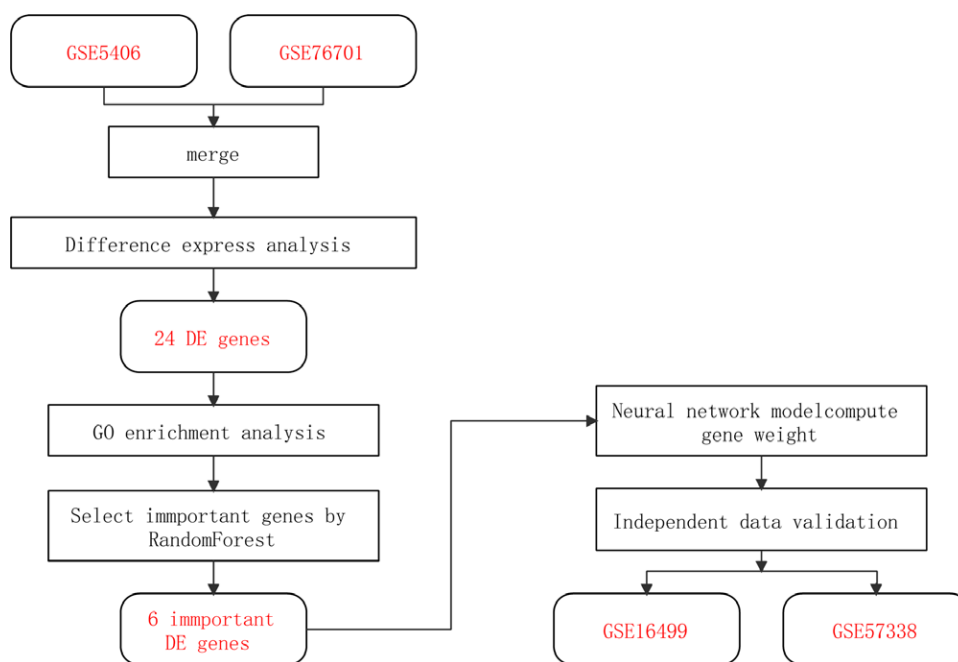 GSE5406
GSE76701
merge
Difference express analysis
24 DE genes
GO enrichment analysis
Select immportant genes by
RandomForest
6 immportant
DE genes
Neural network modelcompute
gene weight
Independent data validation
GSE16499
GSE57338